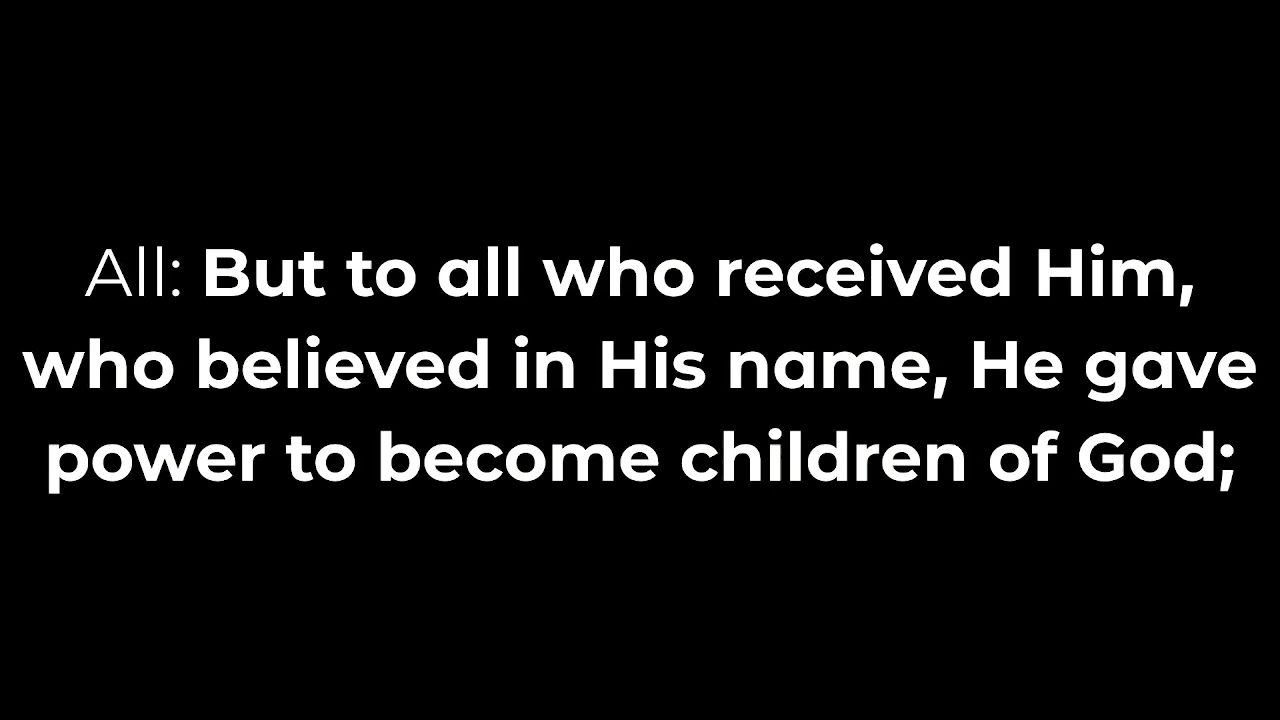 All: But to all who received Him,
who believed in His name, He gave
power to become children of God;